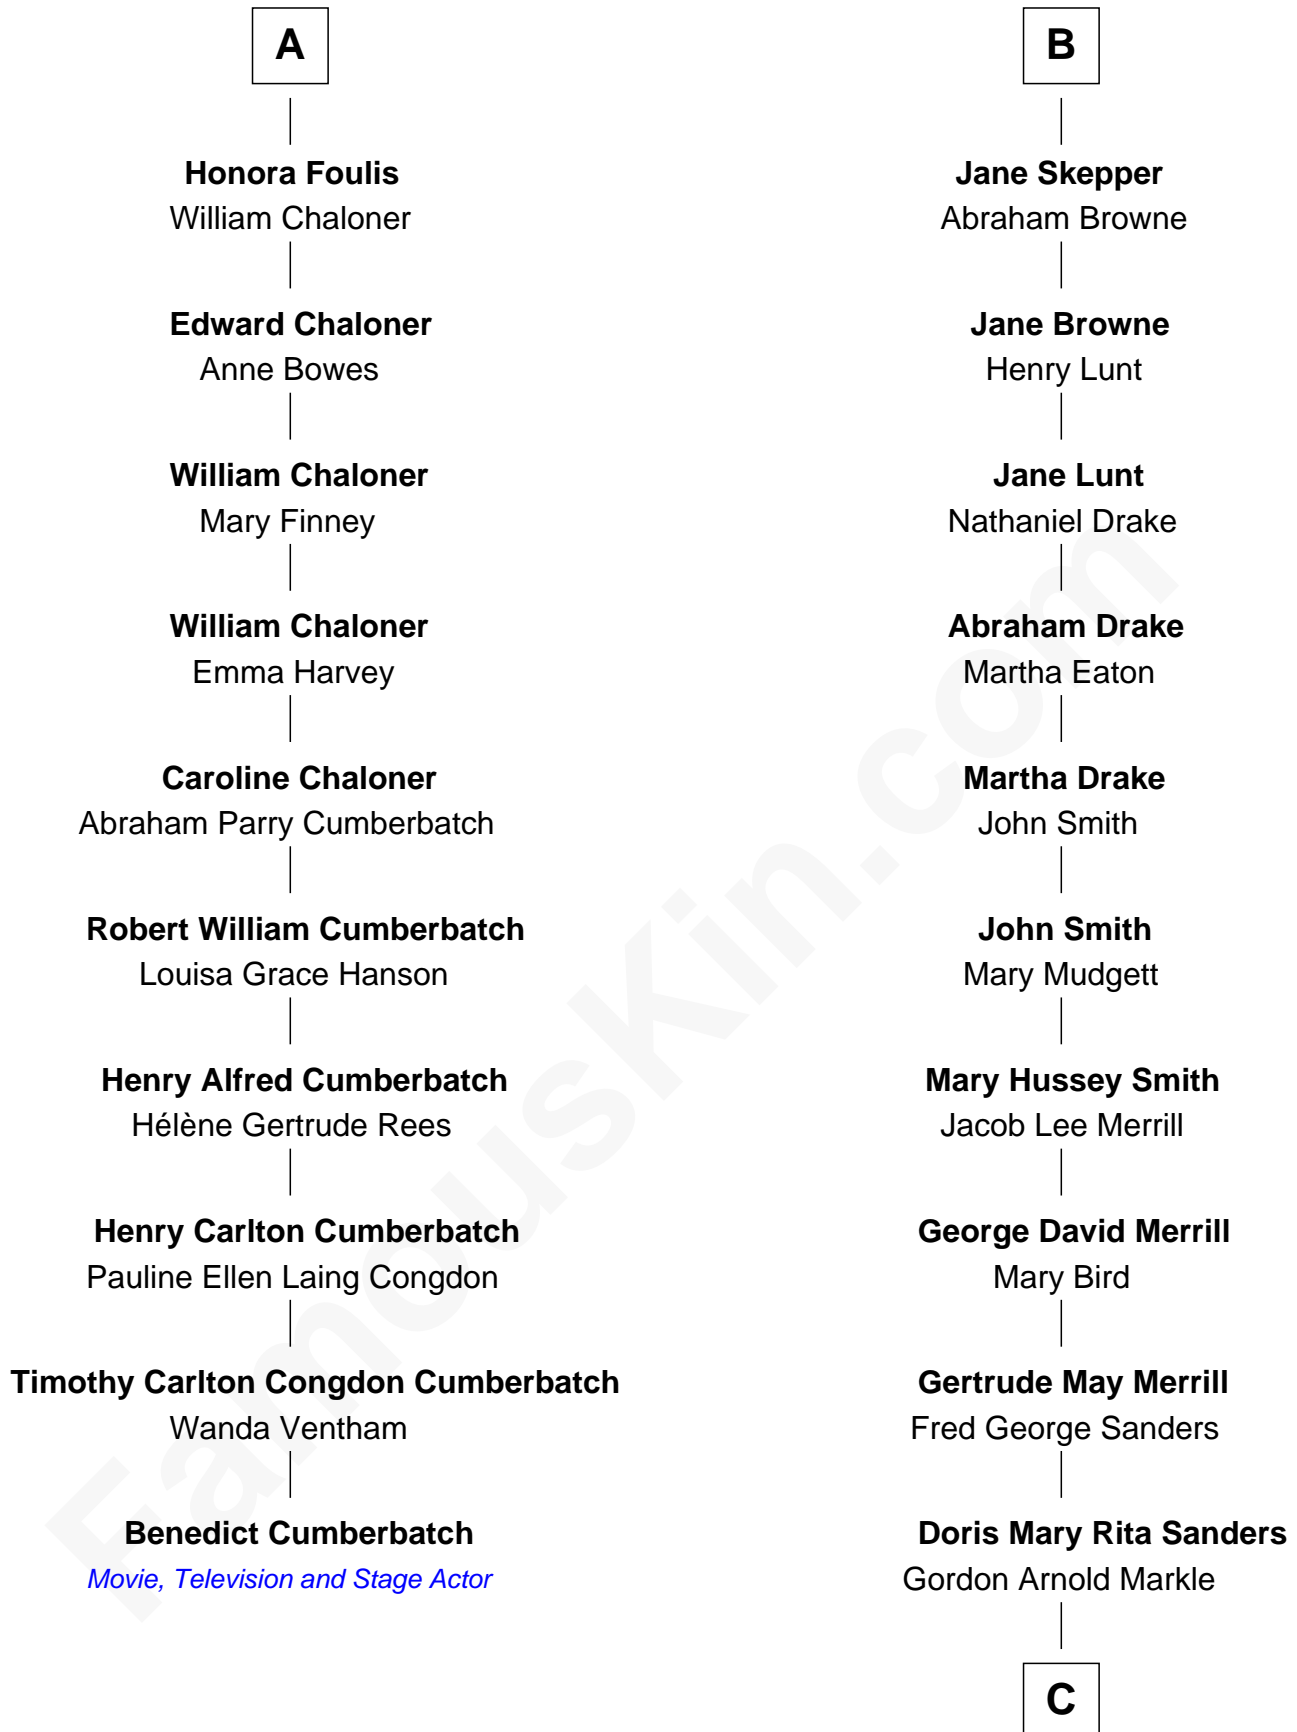 A
Honora Foulis
William Chaloner
Edward Chaloner
Anne Bowes
William Chaloner
Mary Finney
William Chaloner
Emma Harvey
Caroline Chaloner
Abraham Parry Cumberbatch
Robert William Cumberbatch
Louisa Grace Hanson
Henry Alfred Cumberbatch
Hélène Gertrude Rees
Henry Carlton Cumberbatch
Pauline Ellen Laing Congdon
Timothy Carlton Congdon Cumberbatch
Wanda Ventham
Benedict Cumberbatch
Movie, Television and Stage Actor
B
Jane Skepper
Abraham Browne
Jane Browne
Henry Lunt
Jane Lunt
Nathaniel Drake
Abraham Drake
Martha Eaton
Martha Drake
John Smith
John Smith
Mary Mudgett
Mary Hussey Smith
Jacob Lee Merrill
George David Merrill
Mary Bird
Gertrude May Merrill
Fred George Sanders
Doris Mary Rita Sanders
Gordon Arnold Markle
C
FamousKin.com